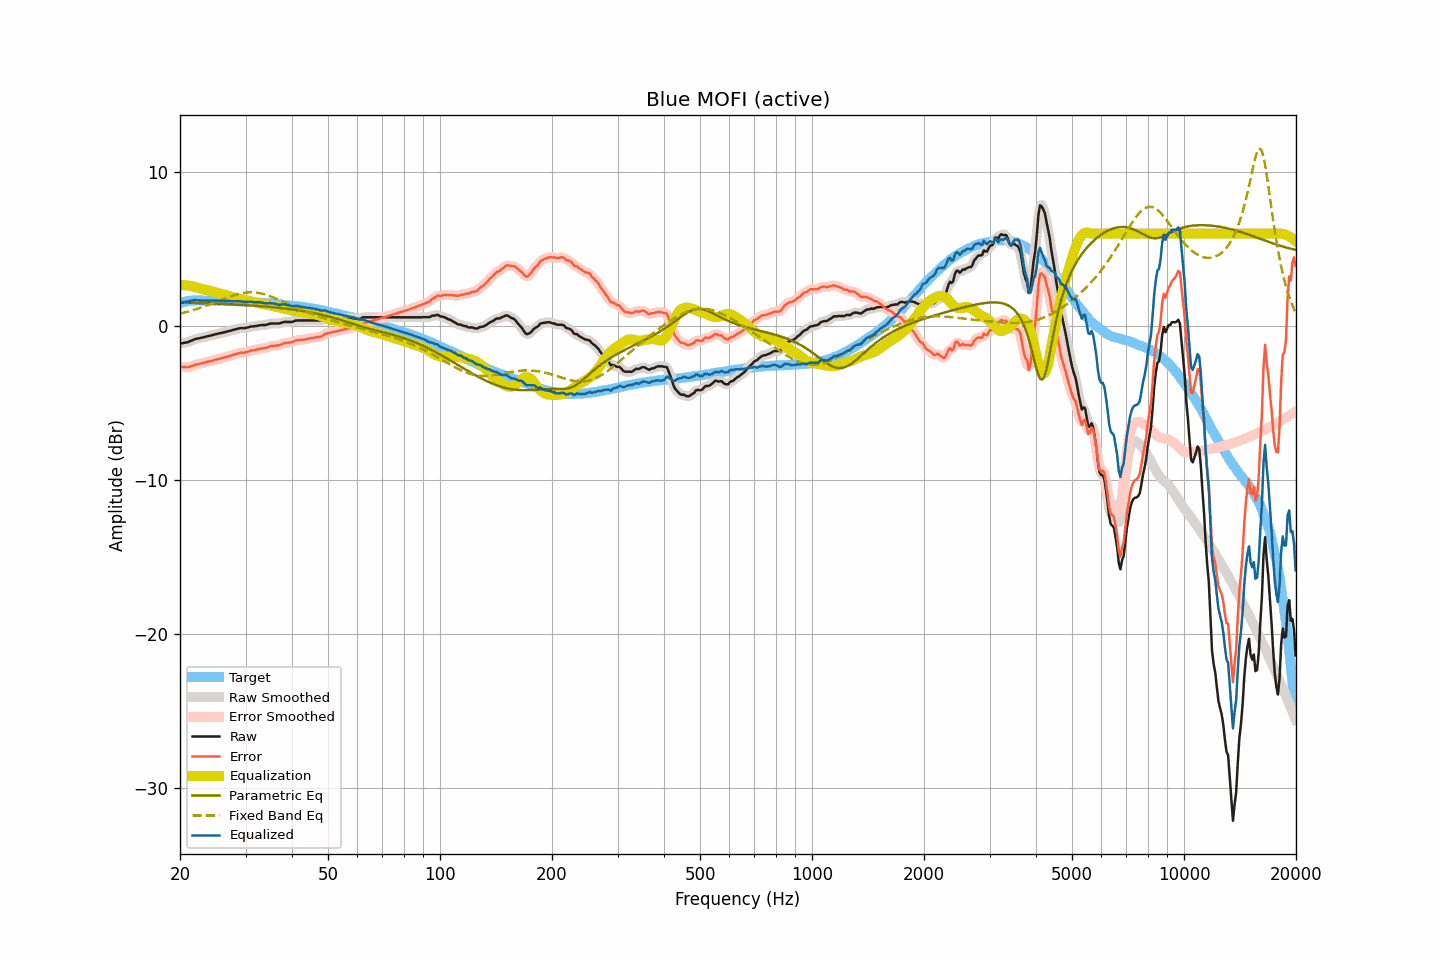 Blue MOFI (active)
10
0
−10
−20
−30
Amplitude (dBr)
Target
Raw Smoothed
Error Smoothed
Raw
Error
Equalization
Parametric Eq
Fixed Band Eq
Equalized
20 50 100 200 500 1000 2000 5000 10000 20000
Frequency (Hz)